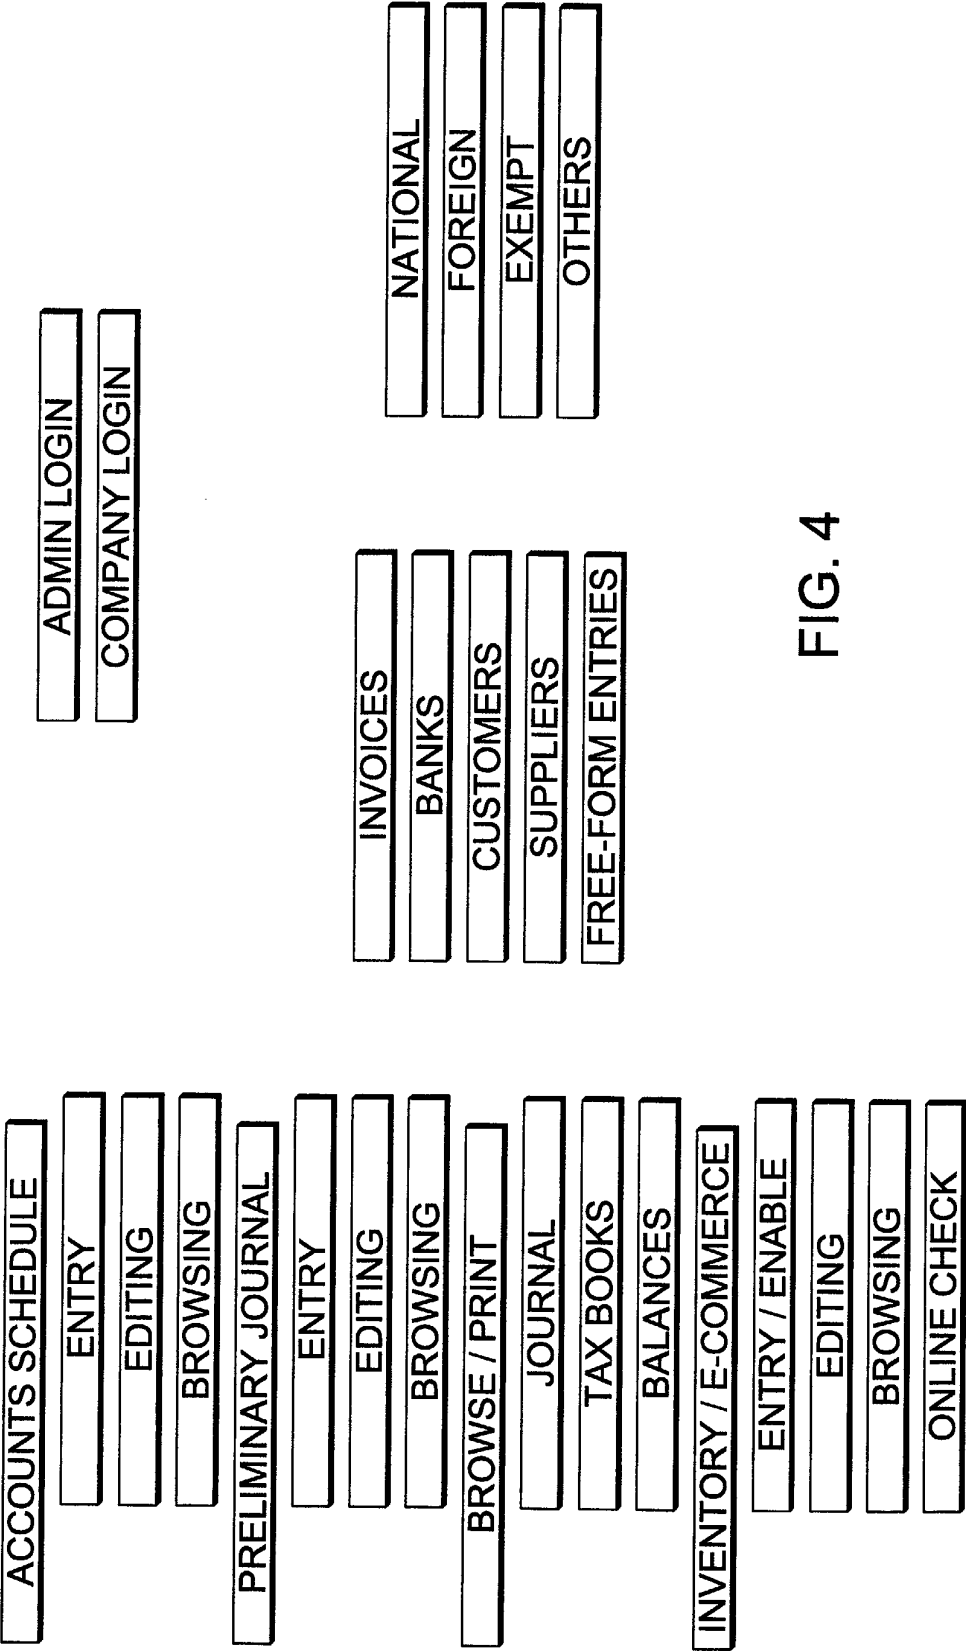 ADMIN LOGIN
COMPANY LOGIN
ACCOUNTS SCHEDULE
ENTRY
EDITING
BROWSING
PRELIMINARY JOURNAL
ENTRY
EDITING
BROWSING
BROWSE / PRINT
JOURNAL
TAX BOOKS
BALANCES
INVENTORY / E-COMMERCE
ENTRY / ENABLE
EDITING
BROWSING
ONLINE CHECK
INVOICES
BANKS
CUSTOMERS
SUPPLIERS
FREE-FORM ENTRIES
NATIONAL
FOREIGN
EXEMPT
OTHERS
FIG. 4